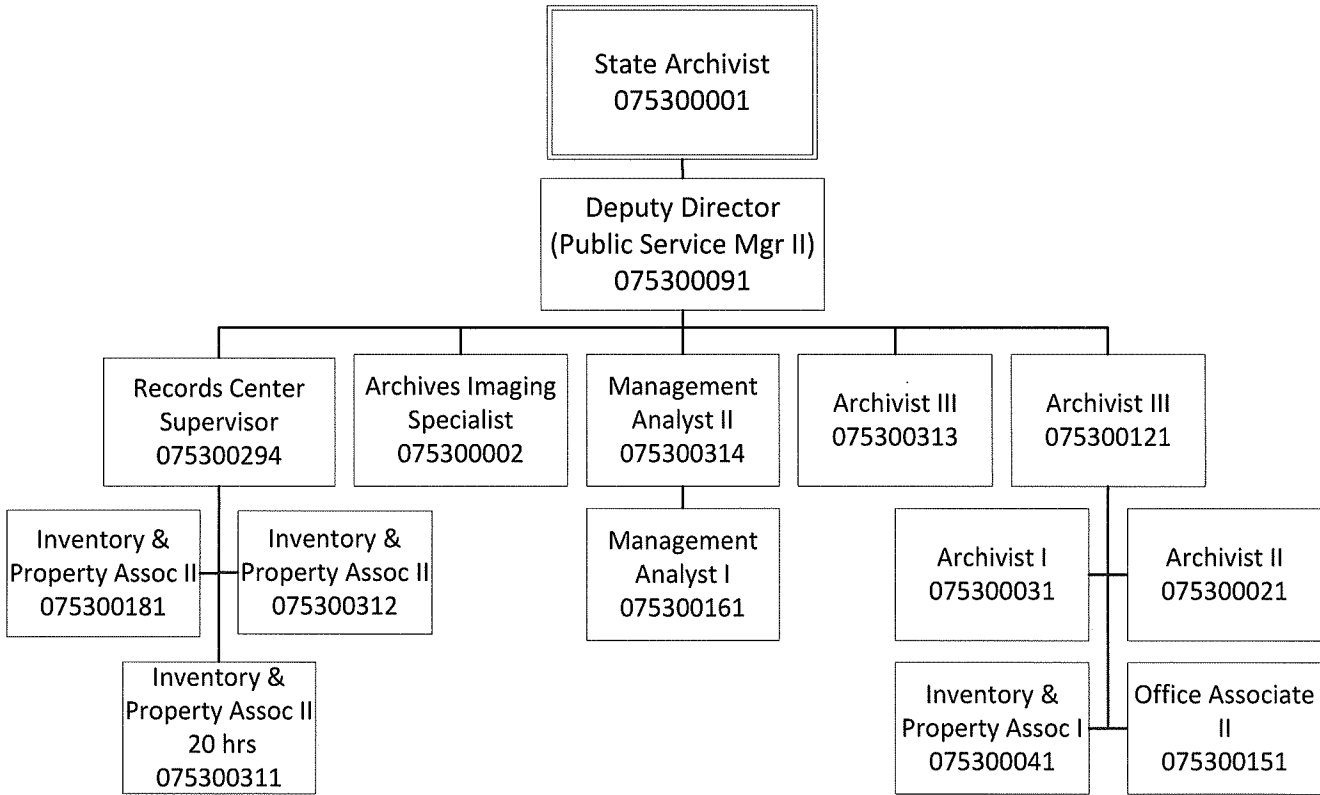 State Archivist
075300001
Deputy Director
(Public Service Mgr II)
075300091
Records Center
Supervisor
075300294
Archives Imaging
Specialist
075300002
Management
Analyst II
075300314
Archivist III
075300313
Archivist III
075300121
Inventory &
Property Assoc II
075300181
Inventory &
Property Assoc II
075300312
Management
Analyst I
075300161
Archivist I
075300031
Archivist II
075300021
Inventory &
Property Assoc II
20 hrs
075300311
Inventory &
Property Assoc I
075300041
Office Associate
II
075300151